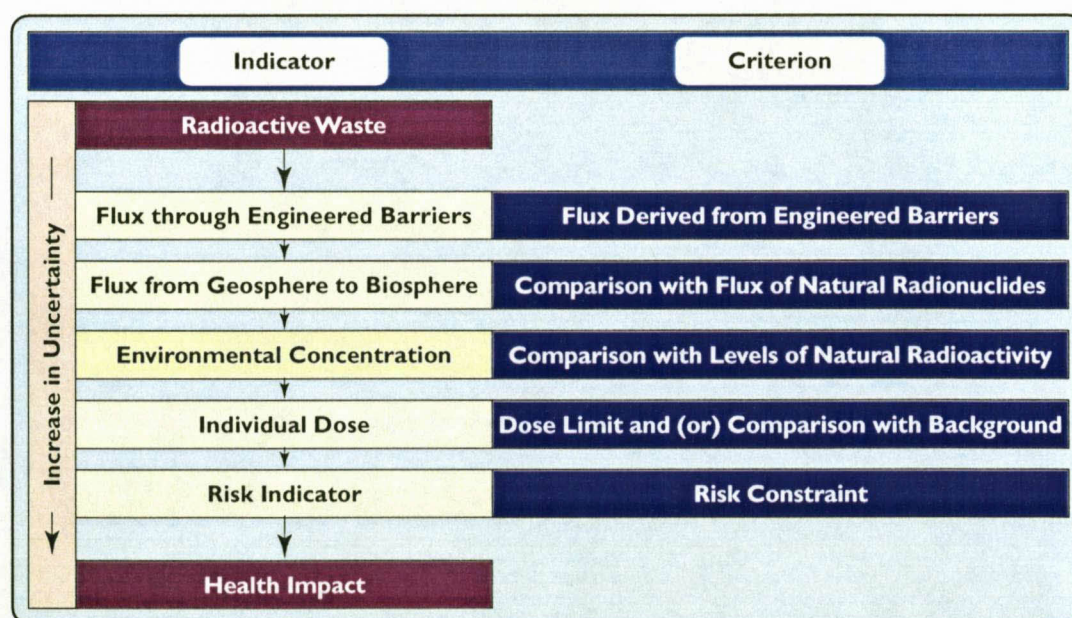 Indicator
Criterion
Increase in Uncertainty
Radioactive Waste
Flux through Engineered Barriers
Flux Derived from Engineered Barriers
Flux from Geosphere to Biosphere
Comparison with Flux of Natural Radionuclides
Environmental Concentration
Comparison with Levels of Natural Radioactivity
Individual Dose
Dose Limit and (or) Comparison with Background
Risk Indicator
Risk Constraint
Health Impact